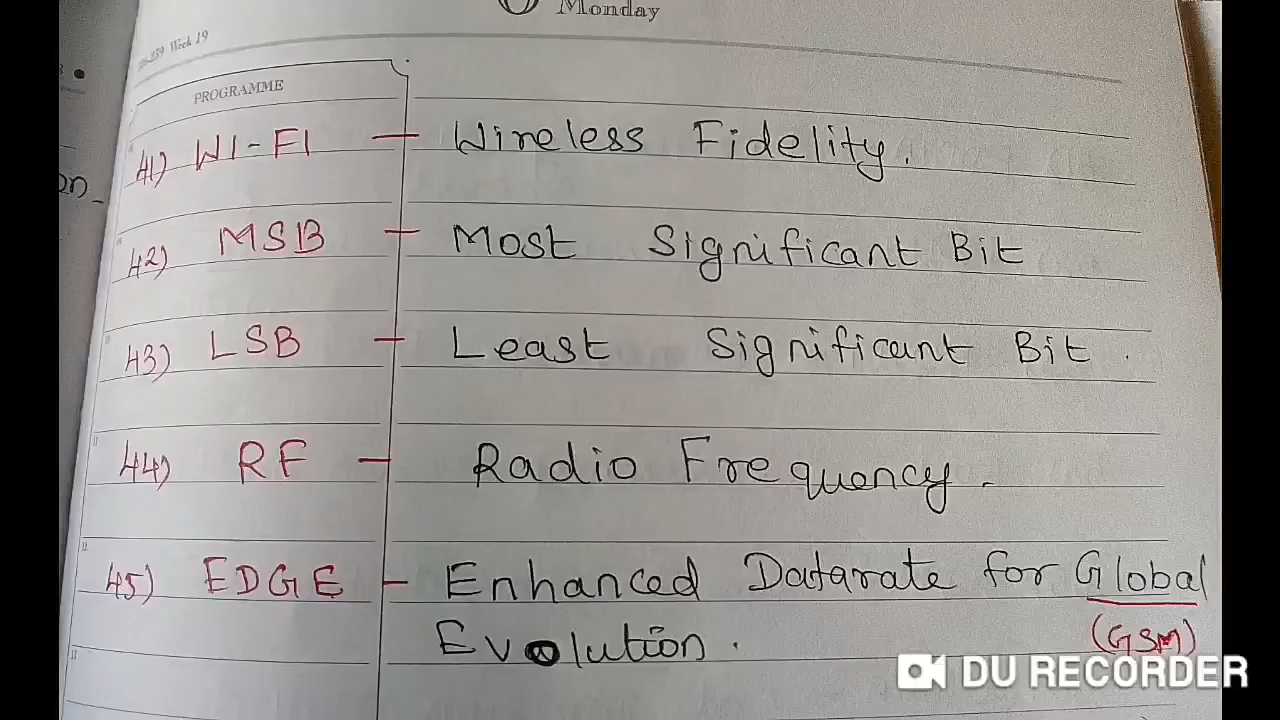 Monday
Week 19
PROGRAMME
41) WI-FI — Wireless Fidelity.
42) MSB — Most Significant Bit
43) LSB — Least Significant Bit.
44) RF — Radio Frequency.
45) EDGE — Enhanced Datarate for Global
Evolution. (GSM)
DU RECORDER